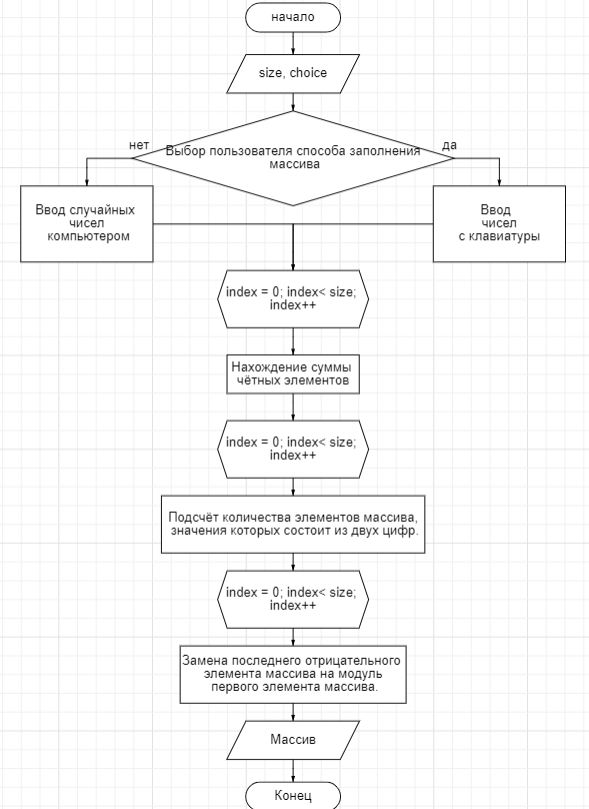 начало
size, choice
нет
да
Выбор пользователя способа заполнения
массива
Ввод случайных
чисел
компьютером
Ввод
чисел
с клавиатуры
index = 0; index< size;
index++
Нахождение суммы
чётных элементов
index = 0; index< size;
index++
Подсчёт количества элементов массива,
значения которых состоит из двух цифр.
index = 0; index< size;
index++
Замена последнего отрицательного
элемента массива на модуль
первого элемента массива.
Массив
Конец